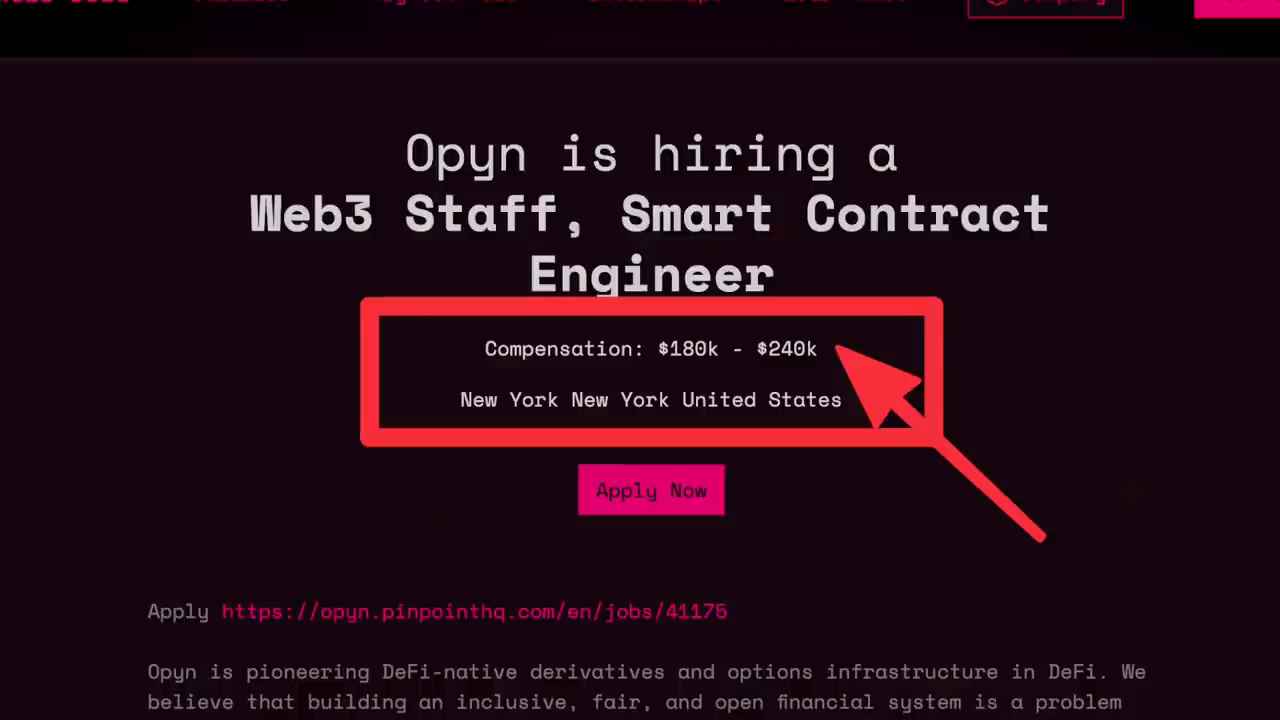 Opyn is hiring a
Web3 Staff, Smart Contract
Engineer
Compensation: $180k - $240k
New York New York United States
Apply Now
Apply https://opyn.pinpointhq.com/en/jobs/41175
Opyn is pioneering DeFi-native derivatives and options infrastructure in DeFi. We
believe that building an inclusive, fair, and open financial system is a problem